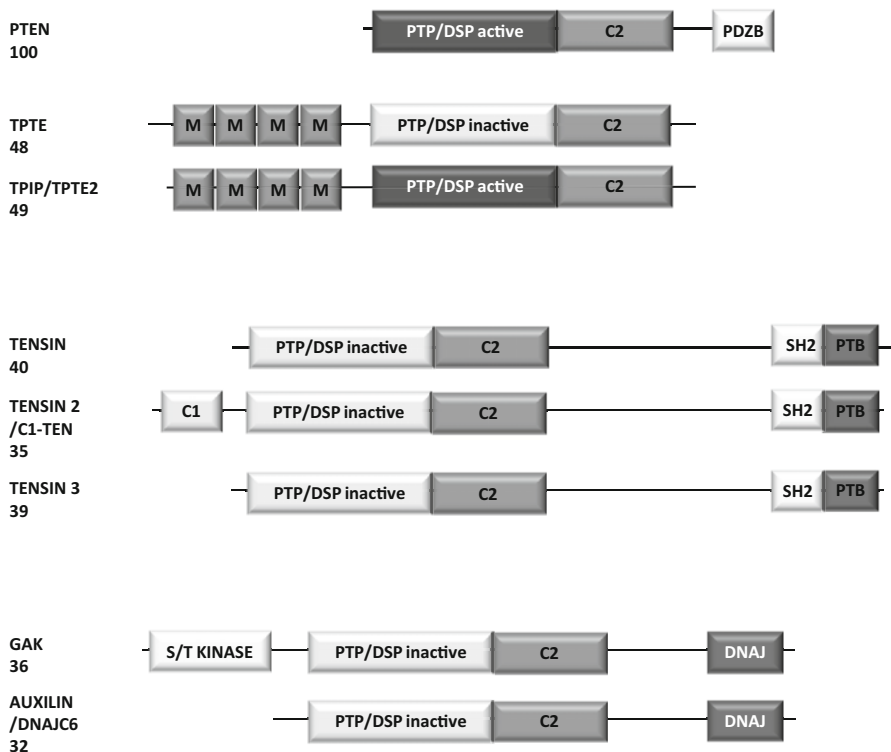 PTEN
100
PTP/DSP active C2 PDZB
TPTE
48
M M M M PTP/DSP inactive C2
TPIP/TPTE2
49
M M M M PTP/DSP active C2
TENSIN
40
PTP/DSP inactive C2 SH2 PTB
TENSIN 2
/C1-TEN
35
C1 PTP/DSP inactive C2 SH2 PTB
TENSIN 3
39
PTP/DSP inactive C2 SH2 PTB
GAK
36
S/T KINASE PTP/DSP inactive C2 DNAJ
AUXILIN
/DNAJC6
32
PTP/DSP inactive C2 DNAJ